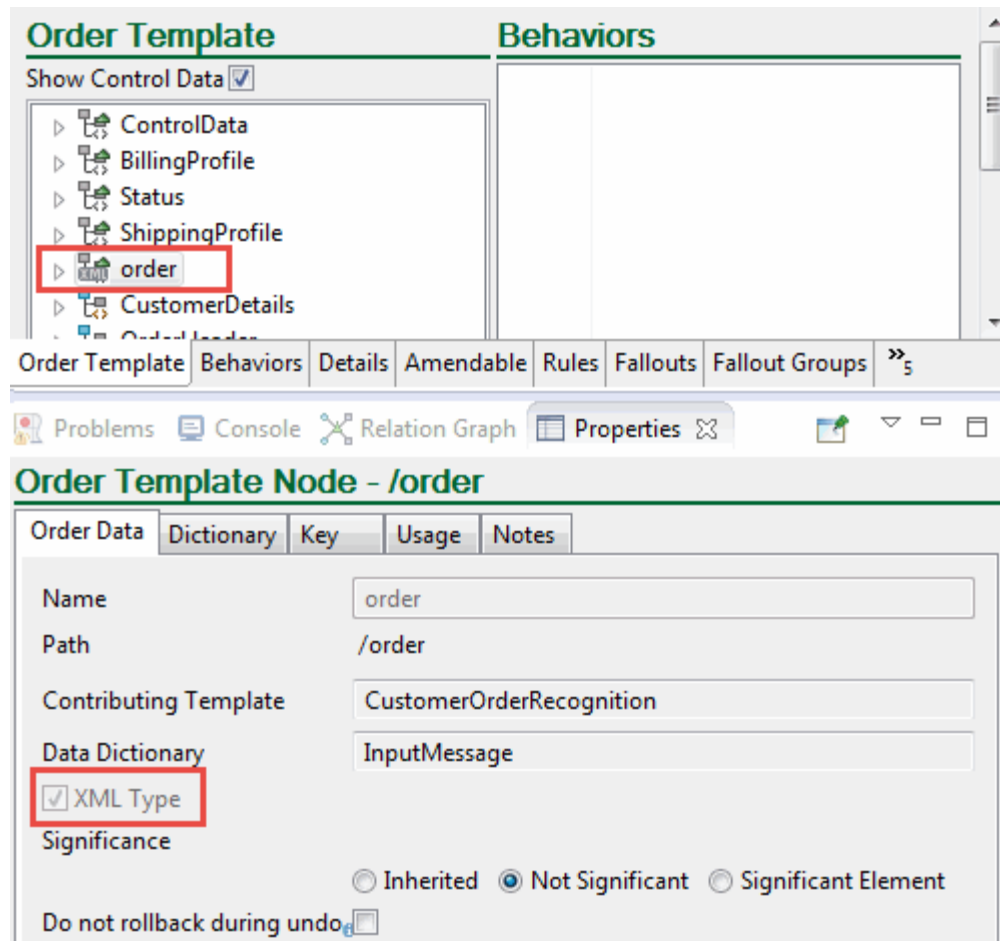 Order Template Behaviors
Show Control Data
ControlData
BillingProfile
Status
ShippingProfile
XML order
CustomerDetails
OrderHeader
Order Template Behaviors Details Amendable Rules Fallouts Fallout Groups »5
Problems Console Relation Graph Properties
Order Template Node - /order
Order Data Dictionary Key Usage Notes
Name order
Path /order
Contributing Template CustomerOrderRecognition
Data Dictionary InputMessage
XML Type
Significance
Inherited Not Significant Significant Element
Do not rollback during undo